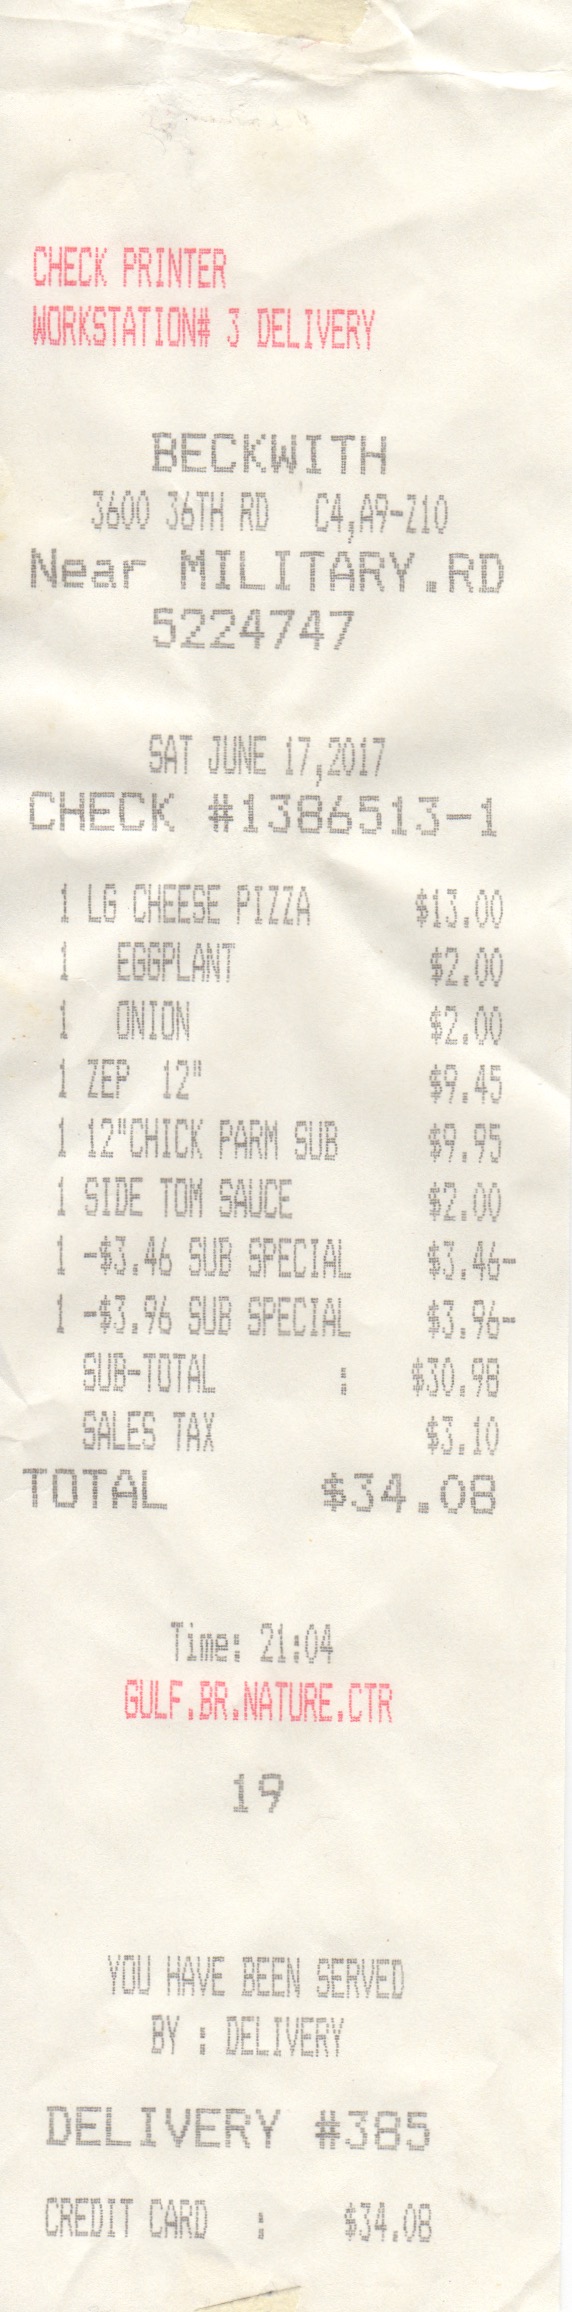 CHECK PRINTER
WORKSTATION# 3 DELIVERY
BECKWITH
3600 36TH RD C4,A9-Z10
Near MILITARY.RD
5224747
SAT JUNE 17,2017
CHECK #1386513-1
1 LG CHEESE PIZZA $13.00
1 EGGPLANT $2.00
1 ONION $2.00
1 ZEP 12" $9.45
1 12"CHICK PARM SUB $9.95
1 SIDE TOM SAUCE $2.00
1 -$3.46 SUB SPECIAL $3.46-
1 -$3.96 SUB SPECIAL $3.96-
SUB-TOTAL : $30.98
SALES TAX $3.10
TOTAL $34.08
Time: 21:04
GULF.BR.NATURE.CTR
19
YOU HAVE BEEN SERVED
BY : DELIVERY
DELIVERY #385
CREDIT CARD : $34.08